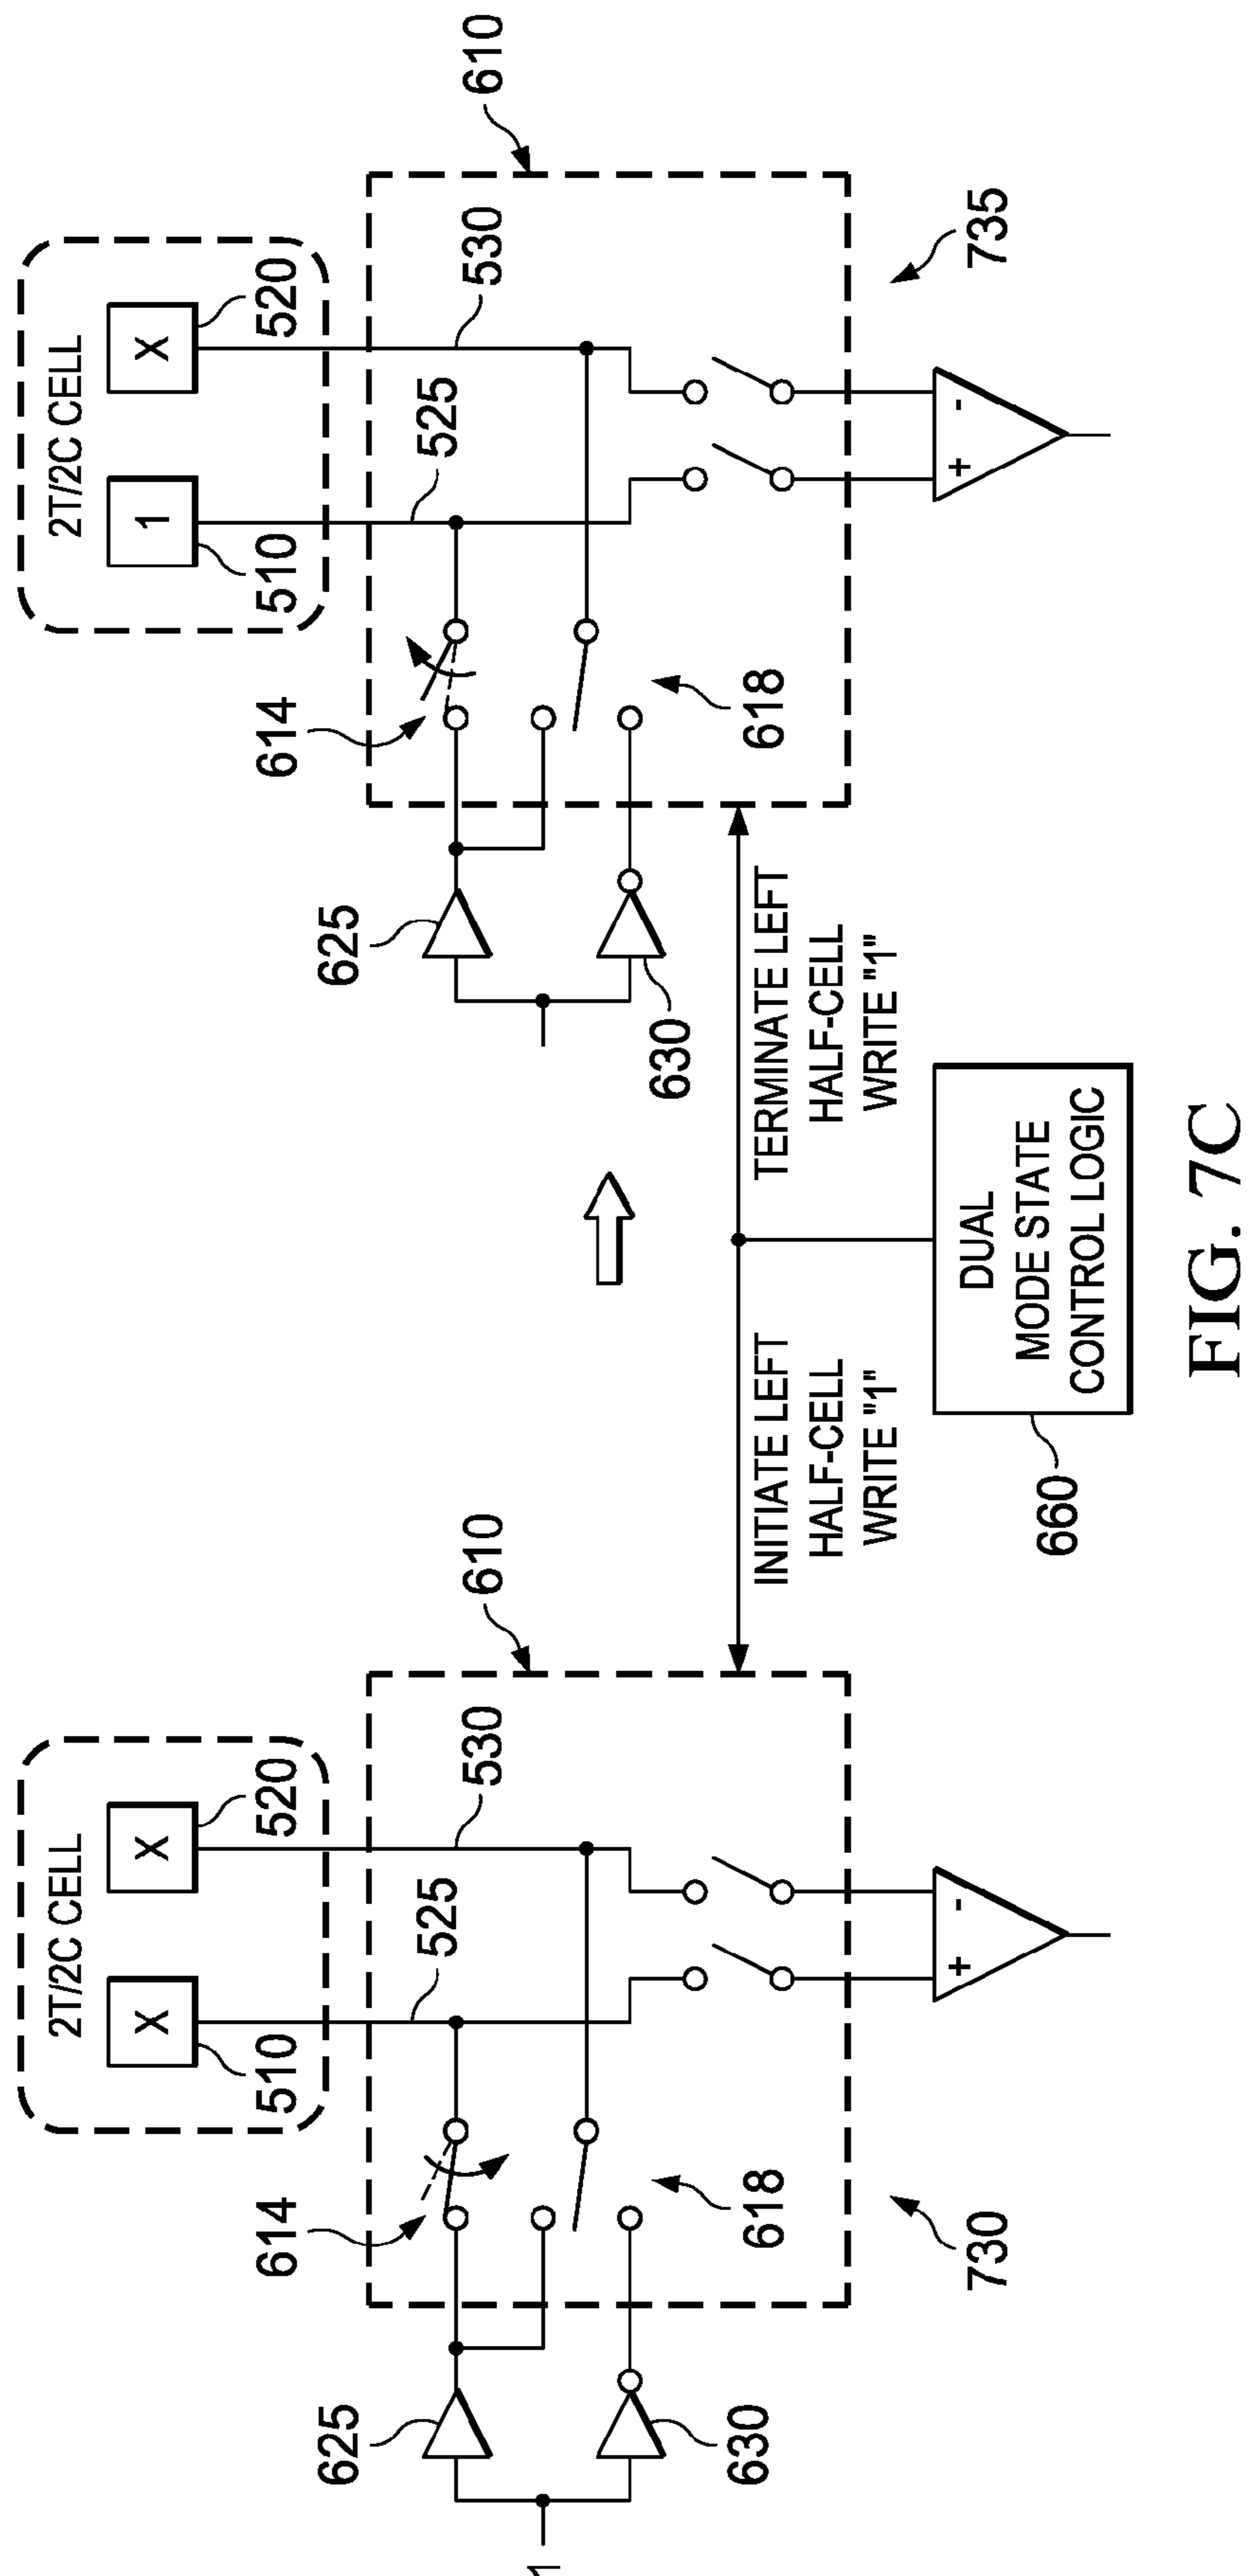 2T/2C CELL
X
X
510
520
525
530
610
614
618
625
630
1
730
INITIATE LEFT
HALF-CELL
WRITE "1"
+
-
2T/2C CELL
1
X
510
520
525
530
610
614
618
625
630
735
TERMINATE LEFT
HALF-CELL
WRITE "1"
+
-
DUAL
MODE STATE
CONTROL LOGIC
660
FIG. 7C